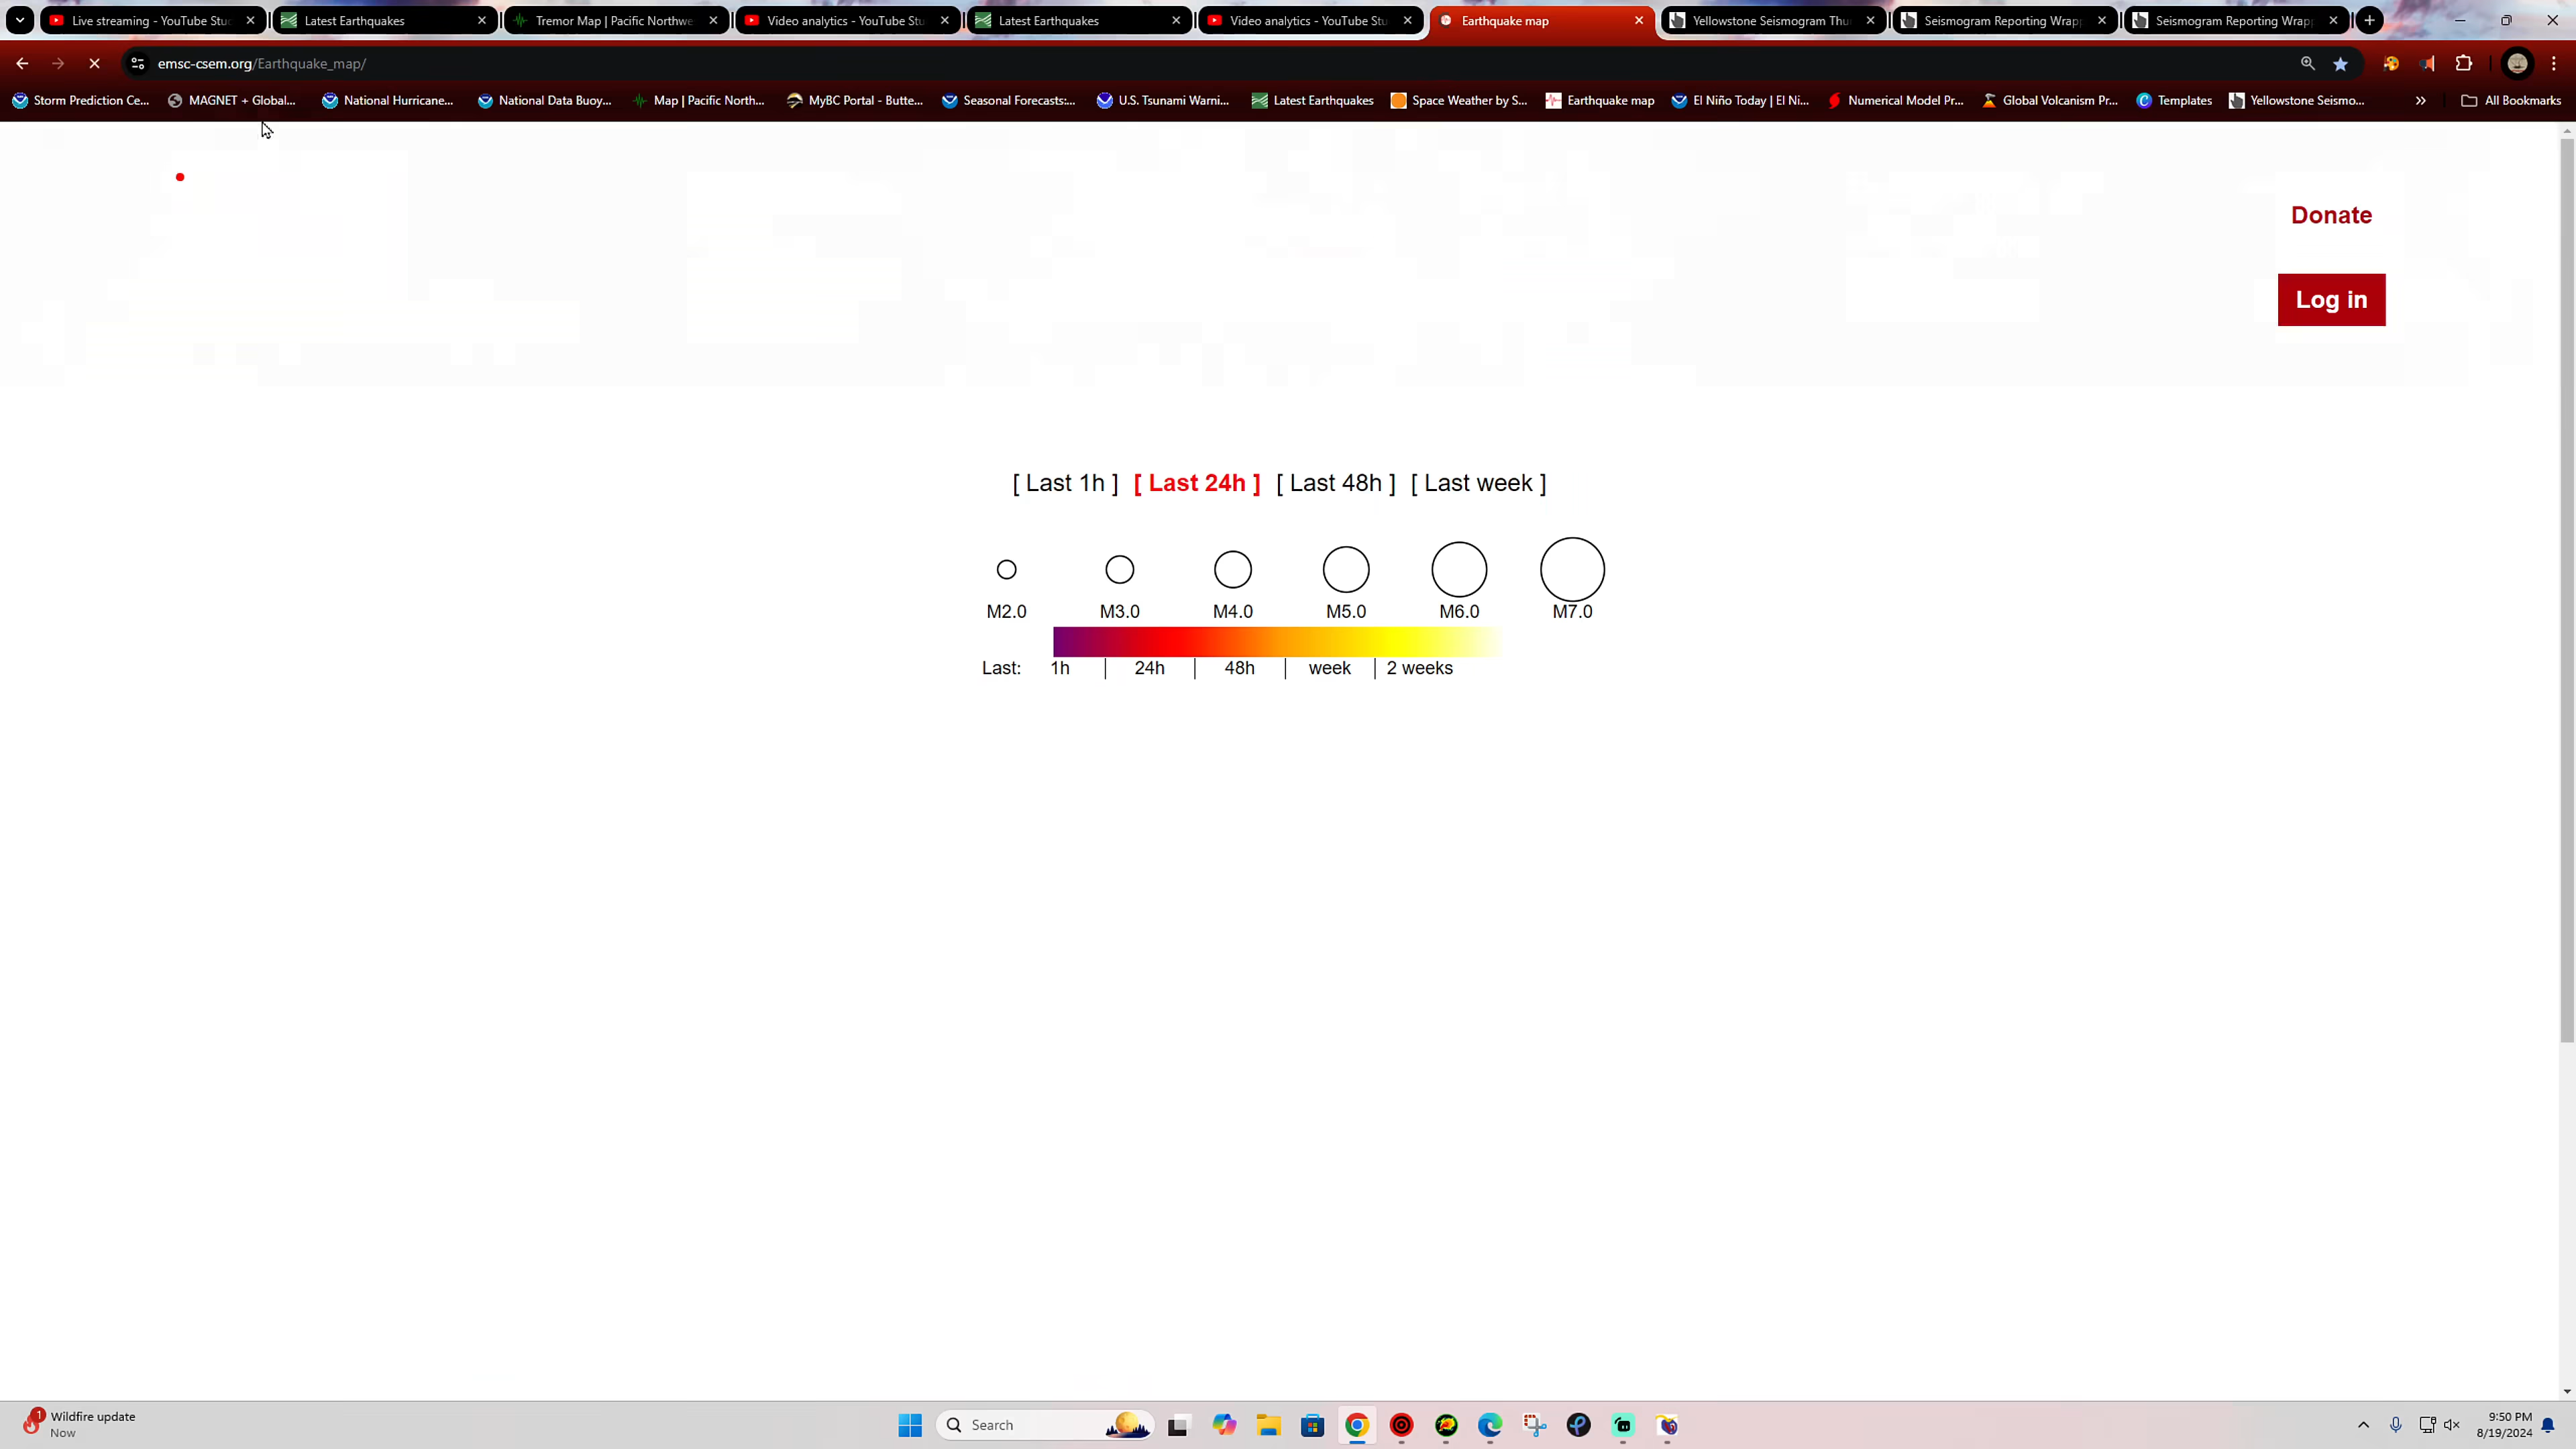 Live streaming - YouTube Stu
Latest Earthquakes
Tremor Map | Pacific Northwe
Video analytics - YouTube Stu
Latest Earthquakes
Video analytics - YouTube Stu
Earthquake map
Yellowstone Seismogram Thu
Seismogram Reporting Wrapp
Seismogram Reporting Wrapp
emsc-csem.org/Earthquake_map/
Storm Prediction Ce...
MAGNET + Global...
National Hurricane...
National Data Buoy...
Map | Pacific North...
MyBC Portal - Butte...
Seasonal Forecasts:...
U.S. Tsunami Warni...
Latest Earthquakes
Space Weather by S...
Earthquake map
El Niño Today | El Ni...
Numerical Model Pr...
Global Volcanism Pr...
Templates
Yellowstone Seismo...
»
All Bookmarks
Donate
Log in
[ Last 1h ] [ Last 24h ] [ Last 48h ] [ Last week ]
M2.0 M3.0 M4.0 M5.0 M6.0 M7.0
Last: 1h | 24h | 48h | week | 2 weeks
1
Wildfire update
Now
Search
9:50 PM
8/19/2024